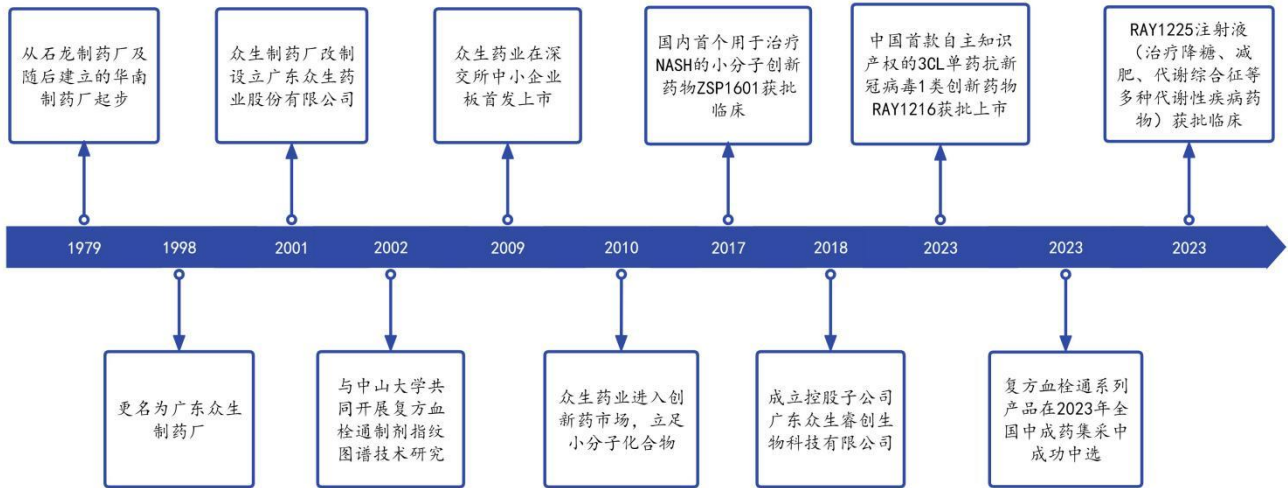 从石龙制药厂及
随后建立的华南
制药厂起步
众生制药厂改制
设立广东众生药
业股份有限公司
众生药业在深
交所中小企业
板首发上市
国内首个用于治疗
NASH的小分子创新
药物ZSP1601获批
临床
中国首款自主知识
产权的3CL单药抗新
冠病毒1类创新药物
RAY1216获批上市
RAY1225注射液
（治疗降糖、减
肥、代谢综合征等
多种代谢性疾病药
物）获批临床
1979
1998
2001
2002
2009
2010
2017
2018
2023
2023
2023
更名为广东众生
制药厂
与中山大学共
同开展复方血
栓通制剂指纹
图谱技术研究
众生药业进入创
新药市场，立足
小分子化合物
成立控股子公司
广东众生睿创生
物科技有限公司
复方血栓通系列
产品在2023年全
国中成药集采中
成功中选